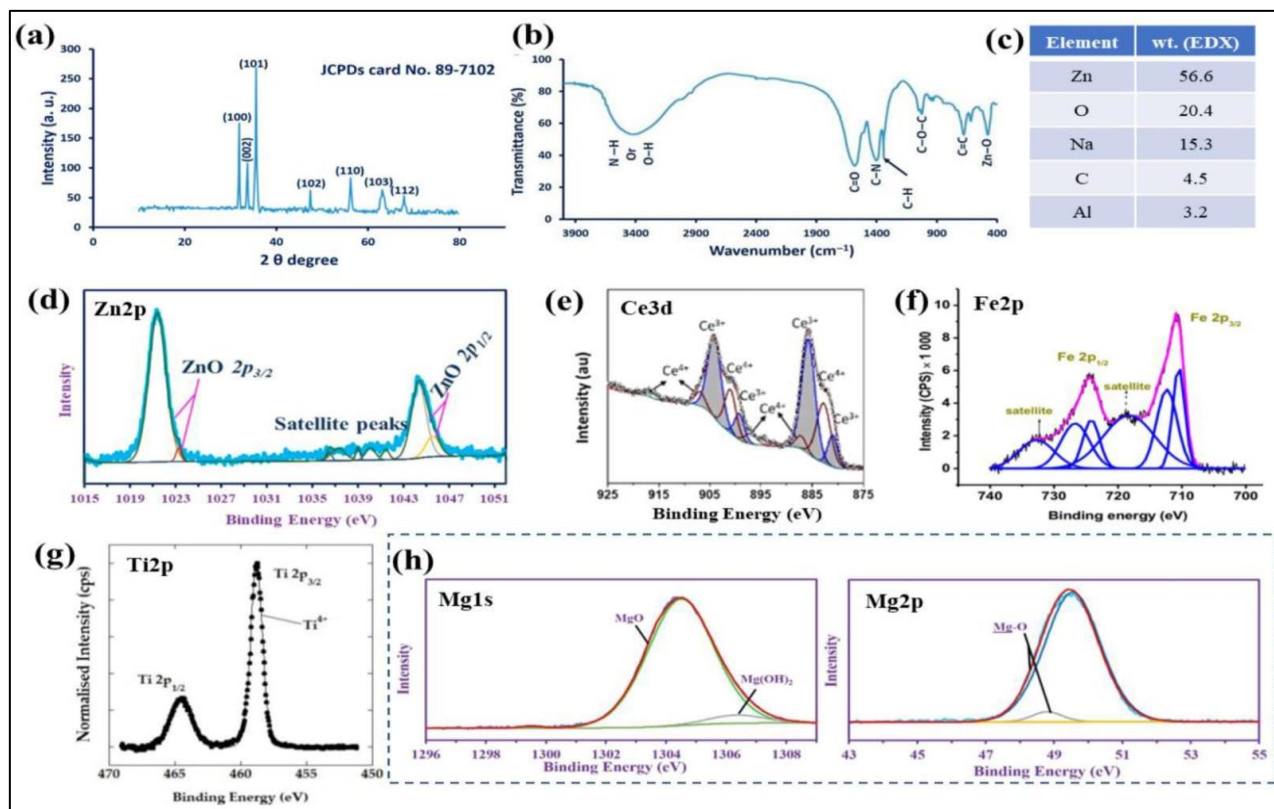 (a)
JCPDs card No. 89-7102
Intensity (a. u.)
300
250
200
150
100
50
0
(100)
(002)
(101)
(102)
(110)
(103)
(112)
0 20 40 60 80
2 θ degree
(b)
Transmittance (%)
100
80
60
40
20
0
N –H
Or
O–H
C=O
C–N
C–H
C–O–C
C=C
Zn–O
3900 3400 2900 2400 1900 1400 900 400
Wavenumber (cm⁻¹)
(c)
Element wt. (EDX)
Zn 56.6
O 20.4
Na 15.3
C 4.5
Al 3.2
(d)
Zn2p
Intensity
ZnO 2p3/2
Satellite peaks
ZnO 2p1/2
1015 1019 1023 1027 1031 1035 1039 1043 1047 1051
Binding Energy (eV)
(e)
Ce3d
Intensity (au)
Ce⁴⁺
Ce³⁺
Ce⁴⁺
Ce³⁺
Ce⁴⁺
Ce³⁺
Ce⁴⁺
Ce³⁺
925 915 905 895 885 875
Binding Energy (eV)
(f)
Fe2p
Intensity (CPS) × 1 000
10
8
6
4
2
0
satellite
Fe 2p1/2
satellite
Fe 2p3/2
740 730 720 710 700
Binding energy (eV)
(g)
Ti2p
Normalised Intensity (cps)
Ti 2p1/2
Ti 2p3/2
Ti⁴⁺
470 465 460 455 450
Binding Energy (eV)
(h)
Mg1s
Intensity
MgO
Mg(OH)2
1296 1298 1300 1302 1304 1306 1308
Binding Energy (eV)
Mg2p
Intensity
Mg-O
43 45 47 49 51 53 55
Binding Energy (eV)